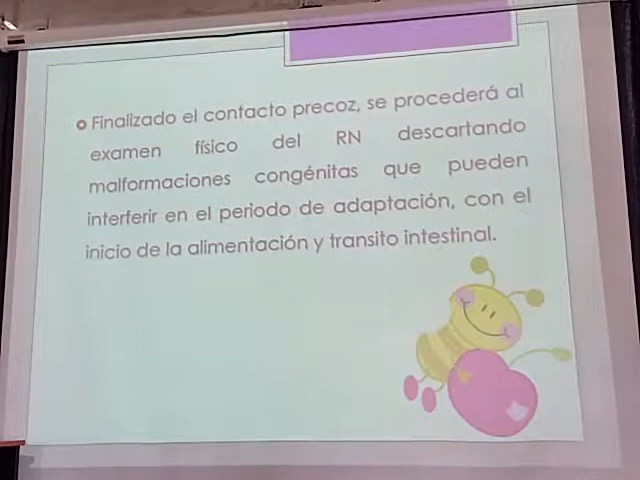 Finalizado el contacto precoz, se procederá al
examen físico del RN descartando
malformaciones congénitas que pueden
interferir en el periodo de adaptación, con el
inicio de la alimentación y transito intestinal.